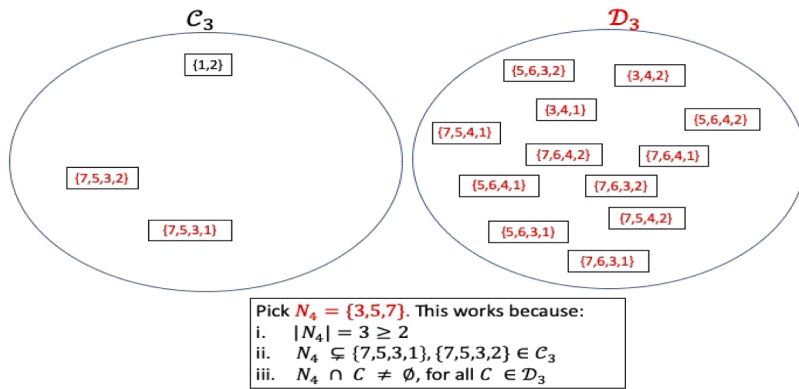 𝒞₃
𝒟₃
{1,2}
{5,6,3,2}
{3,4,2}
{3,4,1}
{5,6,4,2}
{7,5,4,1}
{7,6,4,2}
{7,6,4,1}
{7,5,3,2}
{5,6,4,1}
{7,6,3,2}
{7,5,4,2}
{7,5,3,1}
{5,6,3,1}
{7,6,3,1}
Pick N₄ = {3,5,7}. This works because:
i. |N₄| = 3 ≥ 2
ii. N₄ ⊊ {7,5,3,1}, {7,5,3,2} ∈ 𝒞₃
iii. N₄ ∩ C ≠ ∅, for all C ∈ 𝒟₃